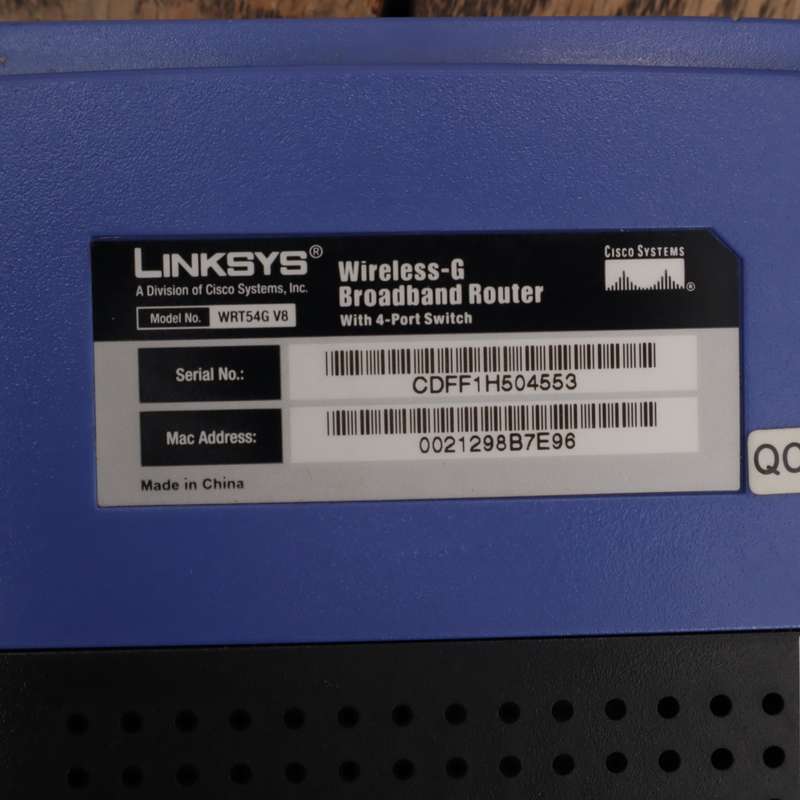 LINKSYS®
A Division of Cisco Systems, Inc.
Model No. WRT54G V8
Wireless-G
Broadband Router
With 4-Port Switch
CISCO SYSTEMS
®
Serial No.:
CDFF1H504553
Mac Address:
0021298B7E96
Made in China